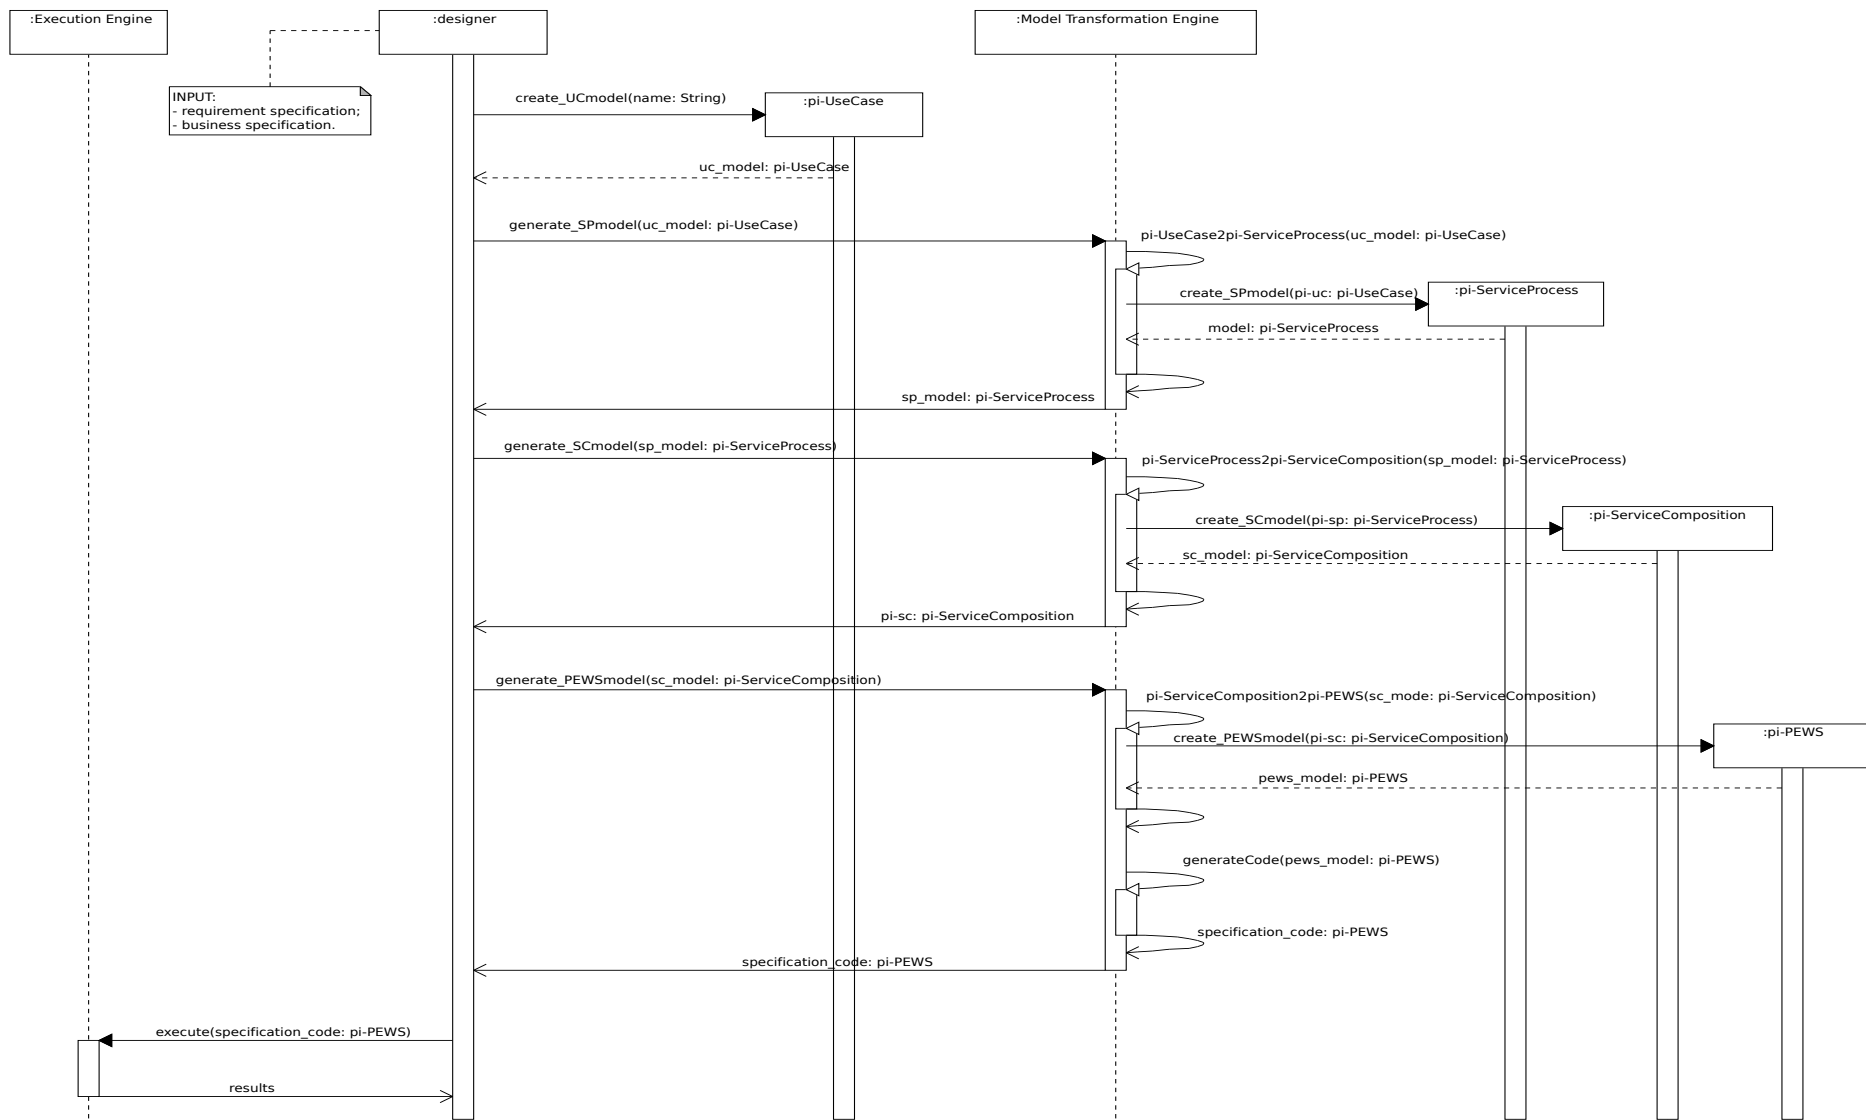 :Execution Engine
:designer
:Model Transformation Engine
INPUT:
- requirement specification;
- business specification.
create_UCmodel(name: String)
:pi-UseCase
uc_model: pi-UseCase
generate_SPmodel(uc_model: pi-UseCase)
pi-UseCase2pi-ServiceProcess(uc_model: pi-UseCase)
create_SPmodel(pi-uc: pi-UseCase)
:pi-ServiceProcess
model: pi-ServiceProcess
sp_model: pi-ServiceProcess
generate_SCmodel(sp_model: pi-ServiceProcess)
pi-ServiceProcess2pi-ServiceComposition(sp_model: pi-ServiceProcess)
create_SCmodel(pi-sp: pi-ServiceProcess)
:pi-ServiceComposition
sc_model: pi-ServiceComposition
pi-sc: pi-ServiceComposition
generate_PEWSmodel(sc_model: pi-ServiceComposition)
pi-ServiceComposition2pi-PEWS(sc_mode: pi-ServiceComposition)
create_PEWSmodel(pi-sc: pi-ServiceComposition)
:pi-PEWS
pews_model: pi-PEWS
generateCode(pews_model: pi-PEWS)
specification_code: pi-PEWS
specification_code: pi-PEWS
execute(specification_code: pi-PEWS)
results